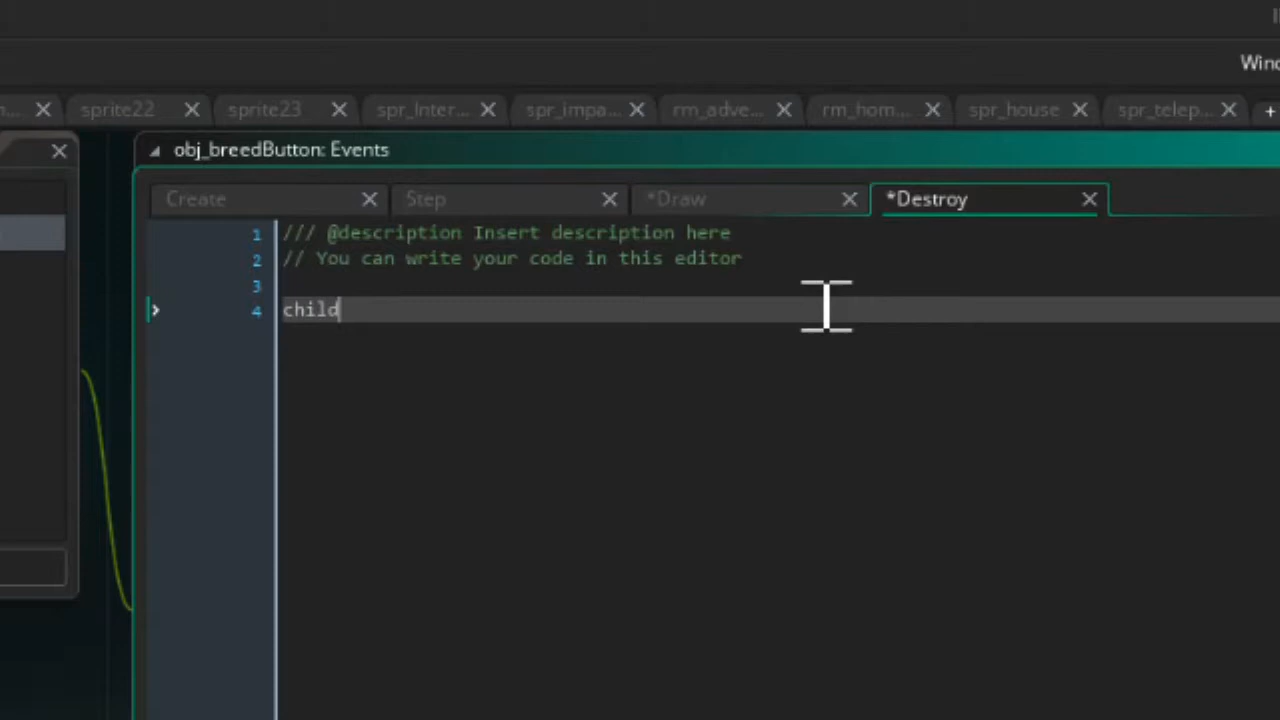 Wind
n... sprite22 sprite23 spr_Inter... spr_impa... rm_adve... rm_hom... spr_house spr_telep... +
obj_breedButton: Events
Create Step *Draw *Destroy
1 /// @description Insert description here
2 // You can write your code in this editor
3
4 child